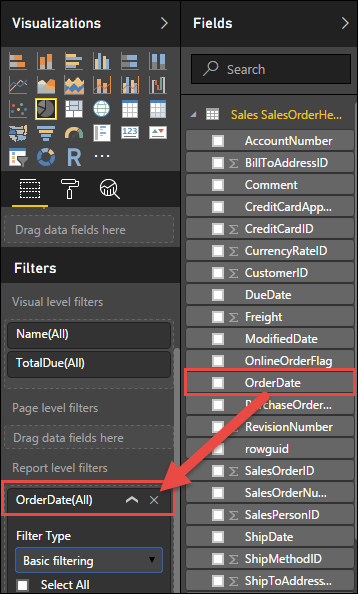 Visualizations
Drag data fields here
Filters
Visual level filters
Name(All)
TotalDue(All)
Page level filters
Drag data fields here
Report level filters
OrderDate(All)
Filter Type
Basic filtering
Select All
Fields
Search
Sales SalesOrderHe...
AccountNumber
BillToAddressID
Comment
CreditCardApp...
CreditCardID
CurrencyRateID
CustomerID
DueDate
Freight
ModifiedDate
OnlineOrderFlag
OrderDate
PurchaseOrder...
RevisionNumber
rowguid
SalesOrderID
SalesOrderNu...
SalesPersonID
ShipDate
ShipMethodID
ShipToAddress...
R
123